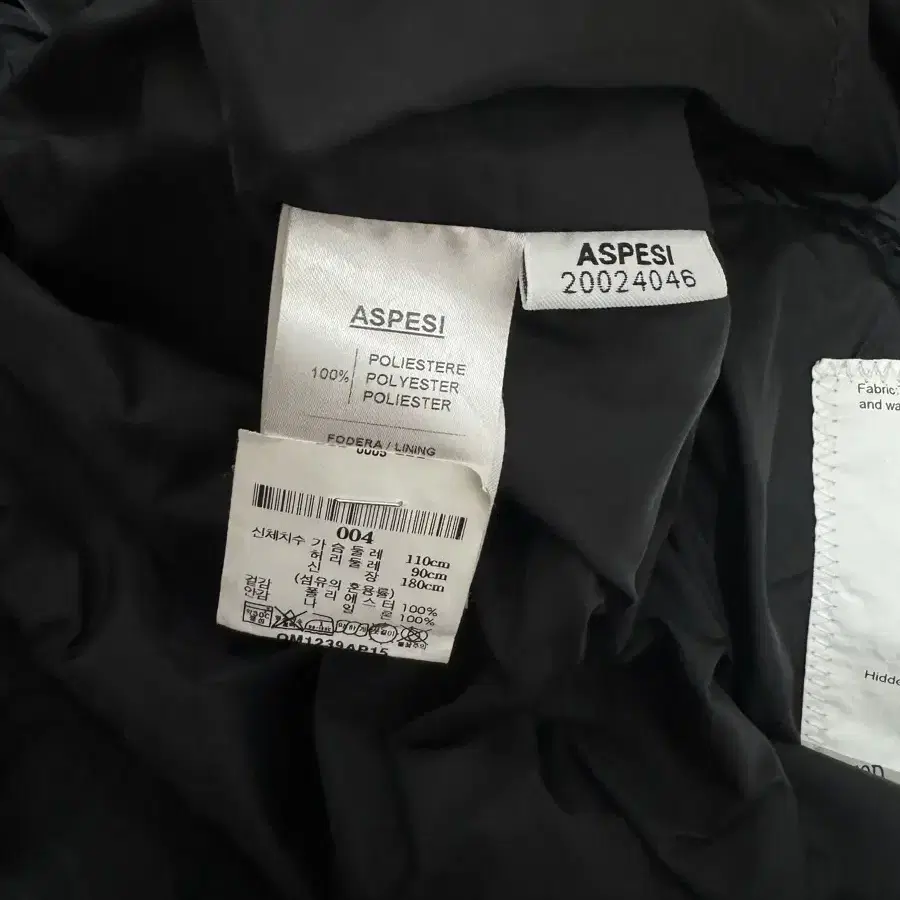 ASPESI
100% POLIESTERE
POLYESTER
POLIESTER
FODERA / LINING
0005
ASPESI
20024046
004
신체치수 가 슴 둘 레 110cm
허 리 둘 레 90cm
신 장 180cm
(섬유의 혼용률)
겉감 폴 리 에 스 터 100%
안감 나 일 론 100%
QM1239AP15
Fabric:
and wa
Hidde